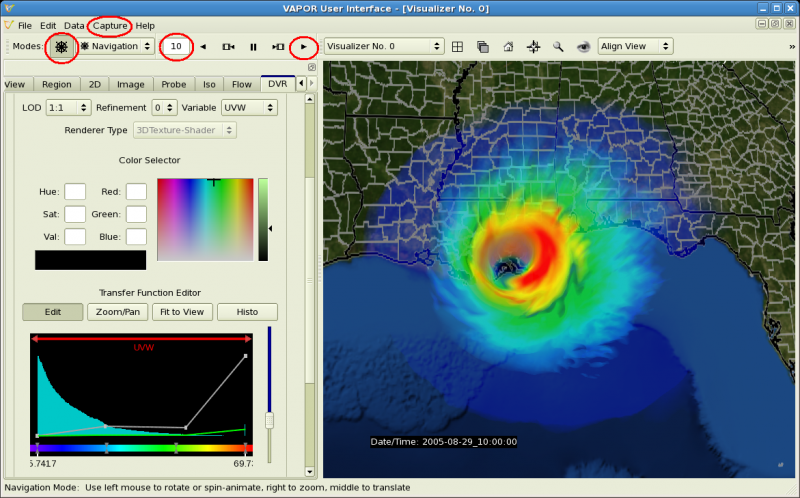 VAPOR User Interface - [Visualizer No. 0]
File Edit Data Capture Help
Modes: Navigation 10 Visualizer No. 0 Align View »
View Region 2D Image Probe Iso Flow DVR
LOD 1:1 Refinement 0 Variable UVW
Renderer Type 3DTexture-Shader
Color Selector
Hue: Red:
Sat: Green:
Val: Blue:
Transfer Function Editor
Edit Zoom/Pan Fit to View Histo
UVW
5.7417 69.7
Date/Time: 2005-08-29_10:00:00
Navigation Mode: Use left mouse to rotate or spin-animate, right to zoom, middle to translate